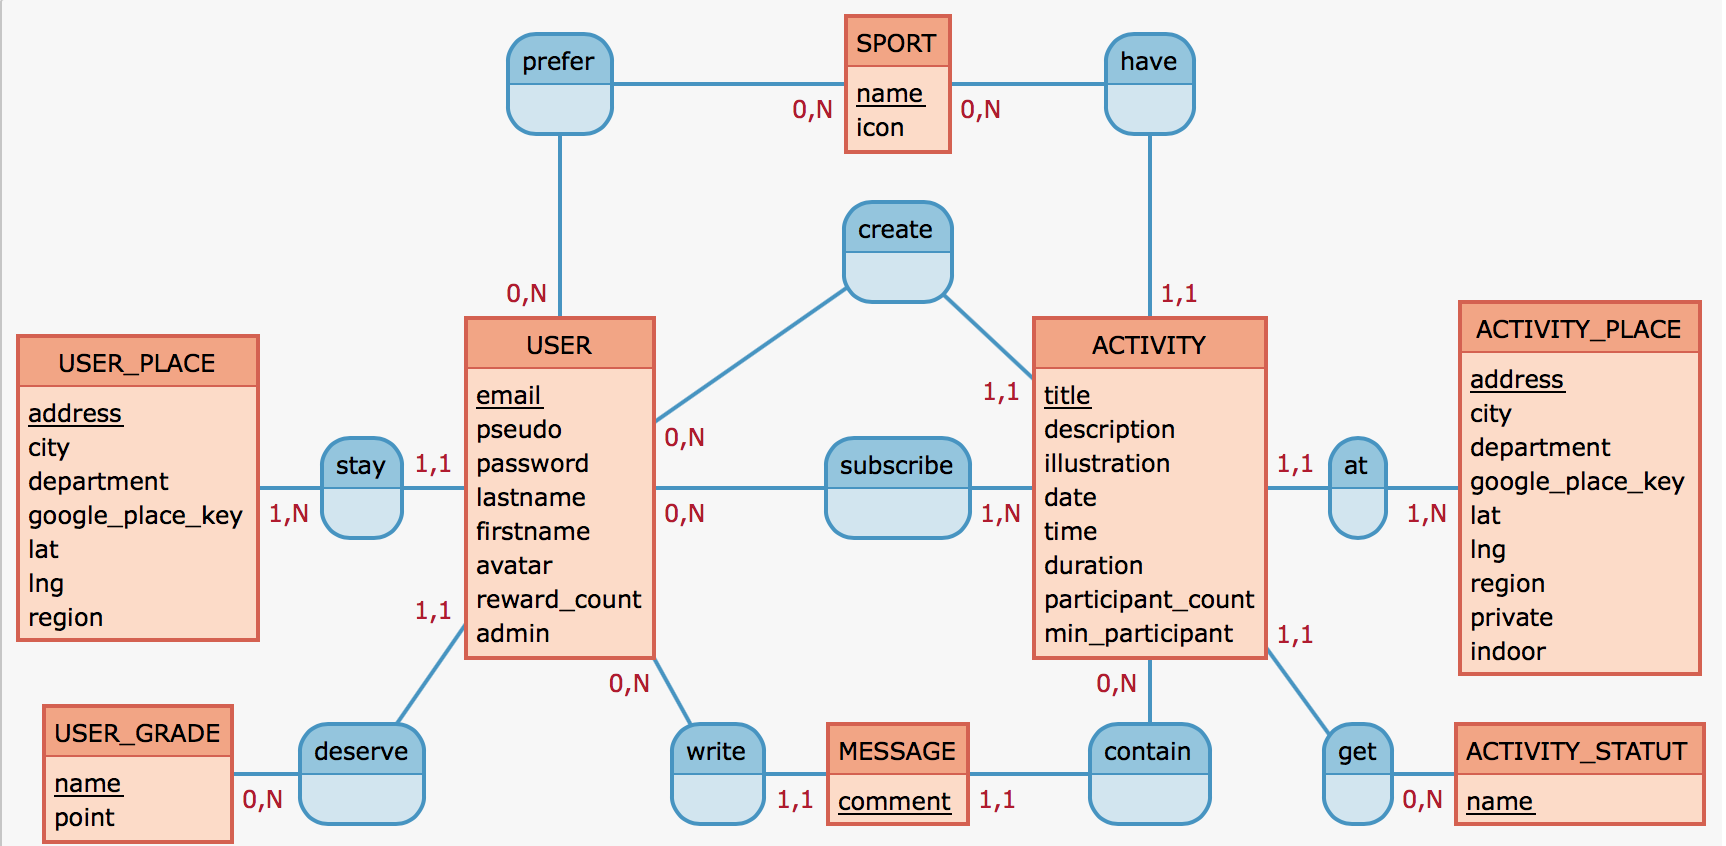 prefer
SPORT
name
icon
have
0,N
0,N
create
0,N
1,1
USER_PLACE
address
city
department
google_place_key
lat
lng
region
stay
1,N
1,1
USER
email
pseudo
password
lastname
firstname
avatar
reward_count
admin
0,N
0,N
subscribe
1,1
1,N
ACTIVITY
title
description
illustration
date
time
duration
participant_count
min_participant
1,1
at
1,N
ACTIVITY_PLACE
address
city
department
google_place_key
lat
lng
region
private
indoor
1,1
0,N
0,N
1,1
USER_GRADE
name
point
0,N
deserve
write
1,1
MESSAGE
comment
1,1
contain
get
0,N
ACTIVITY_STATUT
name